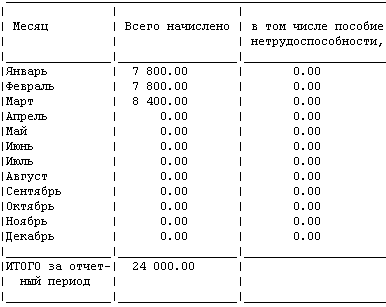 Месяц | Всего начислено | в том числе пособие
нетрудоспособности,
Январь | 7 800.00 | 0.00
Февраль | 7 800.00 | 0.00
Март | 8 400.00 | 0.00
Апрель | 0.00 | 0.00
Май | 0.00 | 0.00
Июнь | 0.00 | 0.00
Июль | 0.00 | 0.00
Август | 0.00 | 0.00
Сентябрь | 0.00 | 0.00
Октябрь | 0.00 | 0.00
Ноябрь | 0.00 | 0.00
Декабрь | 0.00 | 0.00
ИТОГО за отчет- | 24 000.00 |
ный период